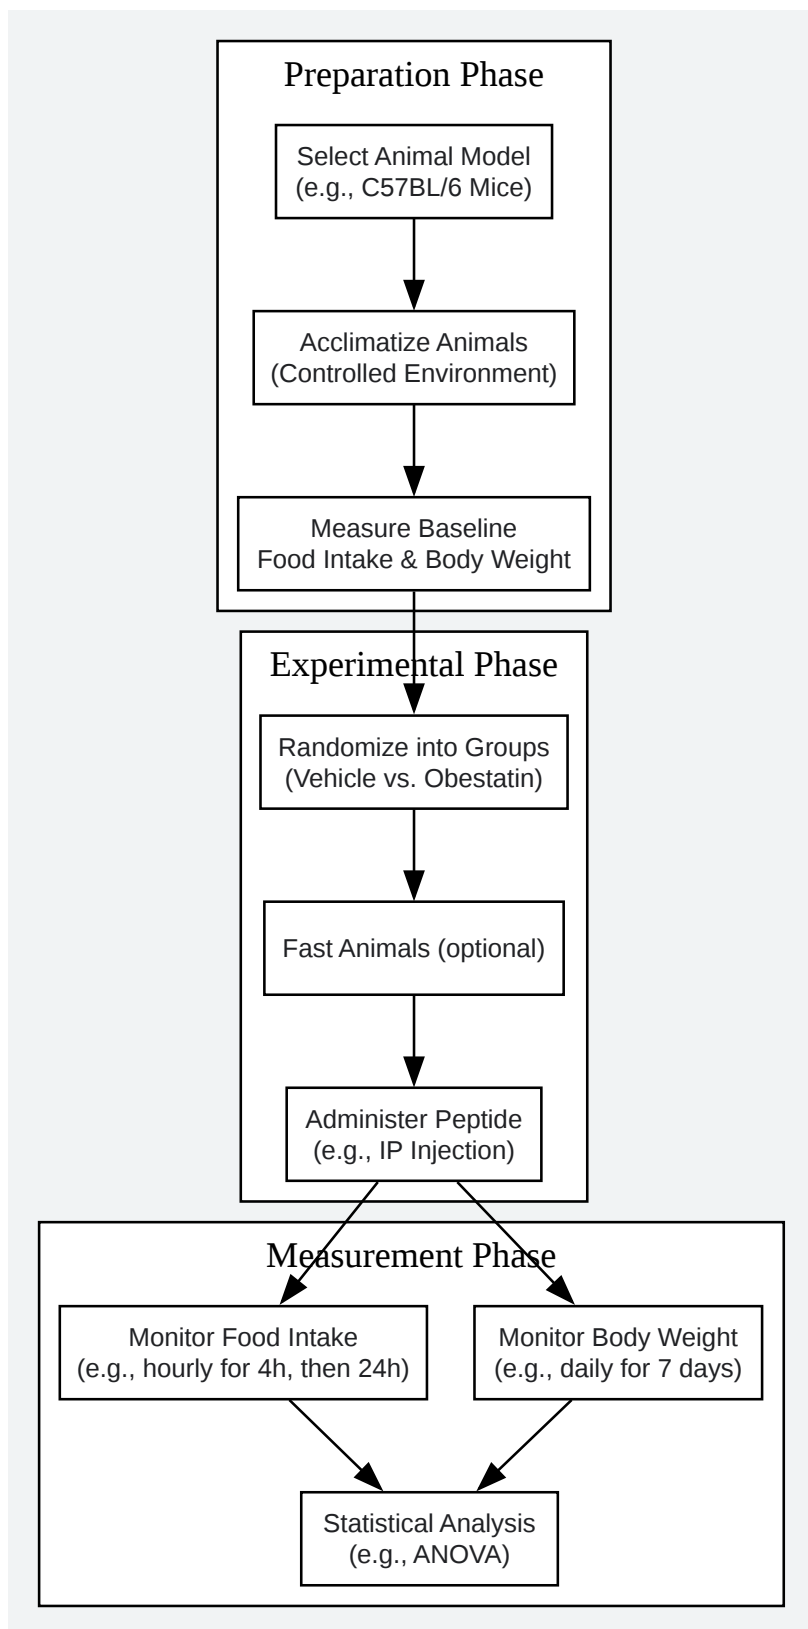 Preparation Phase
Select Animal Model
(e.g., C57BL/6 Mice)
Acclimatize Animals
(Controlled Environment)
Measure Baseline
Food Intake & Body Weight
Experimental Phase
Randomize into Groups
(Vehicle vs. Obestatin)
Fast Animals (optional)
Administer Peptide
(e.g., IP Injection)
Measurement Phase
Monitor Food Intake
(e.g., hourly for 4h, then 24h)
Monitor Body Weight
(e.g., daily for 7 days)
Statistical Analysis
(e.g., ANOVA)